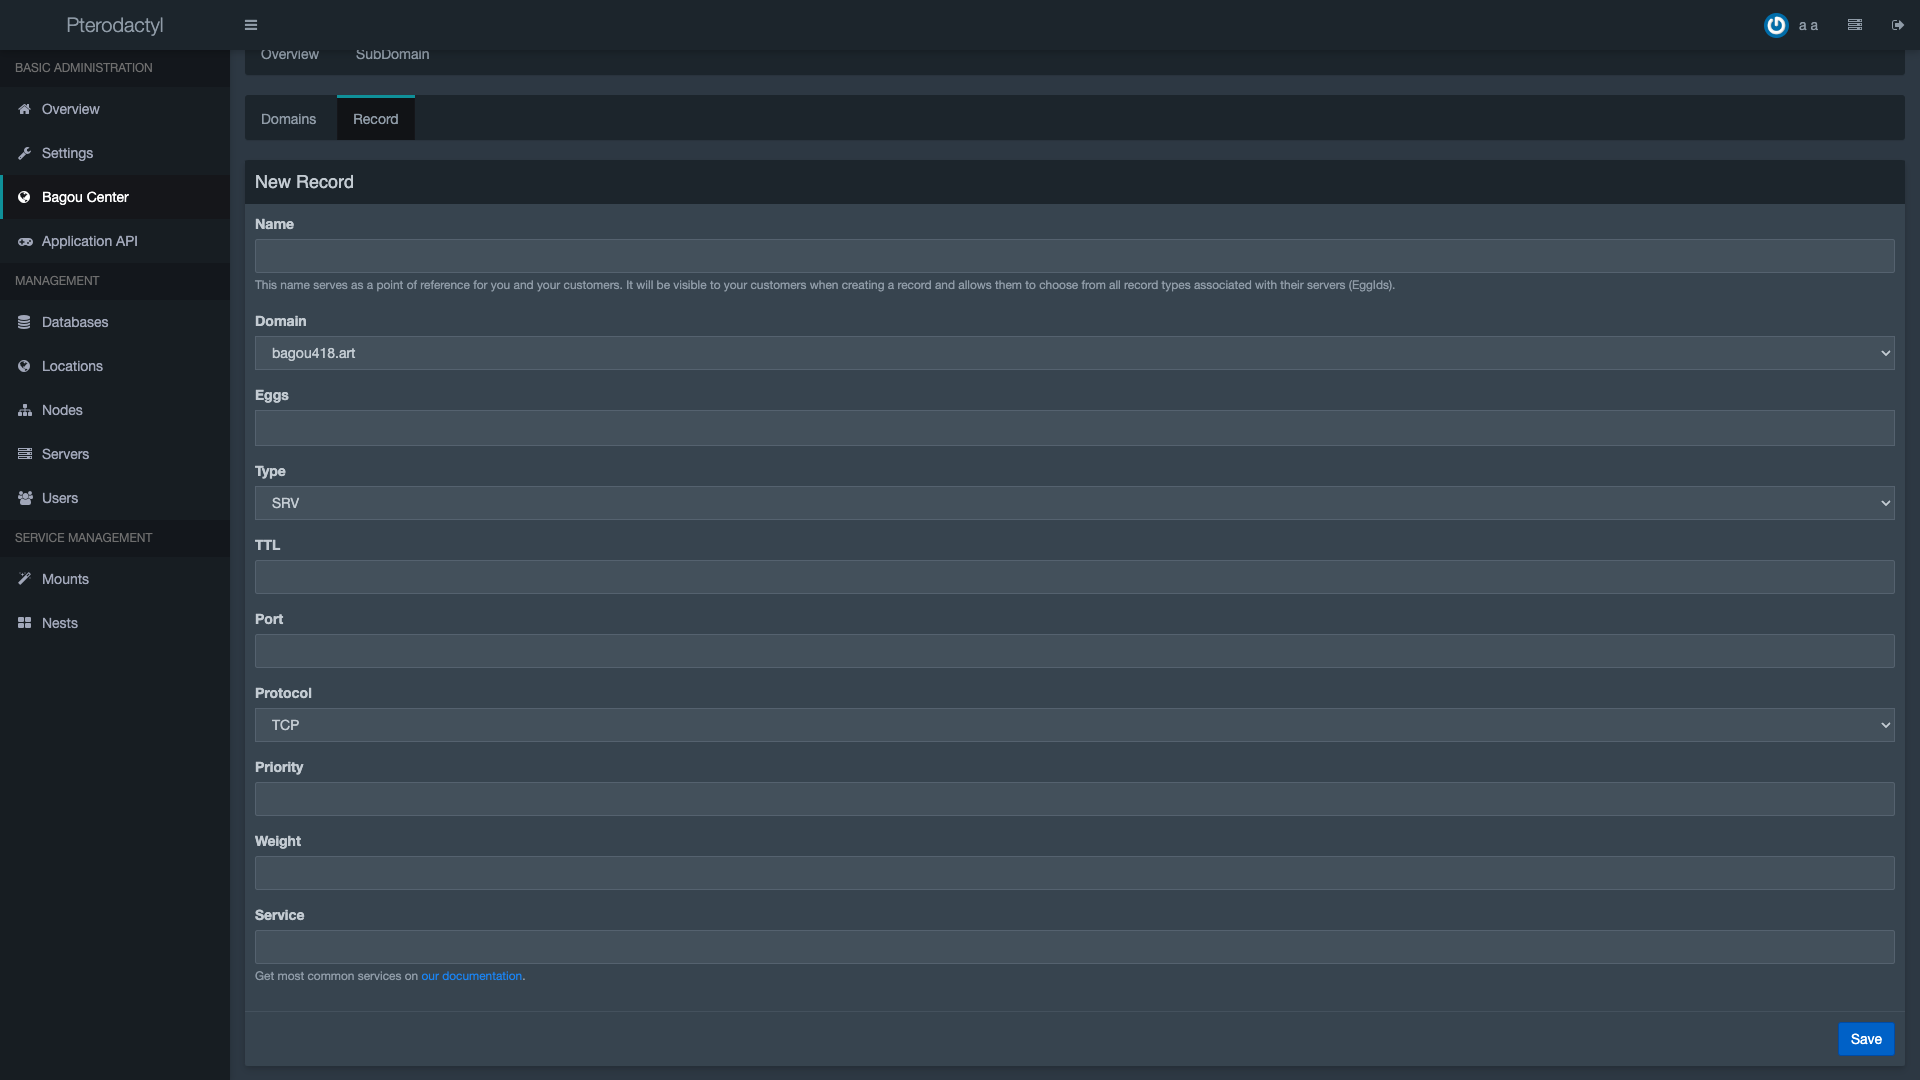 Pterodactyl
a a
BASIC ADMINISTRATION
Overview
Settings
Bagou Center
Application API
MANAGEMENT
Databases
Locations
Nodes
Servers
Users
SERVICE MANAGEMENT
Mounts
Nests
Overview SubDomain
Domains Record
New Record
Name
This name serves as a point of reference for you and your customers. It will be visible to your customers when creating a record and allows them to choose from all record types associated with their servers (EggIds).
Domain
bagou418.art
Eggs
Type
SRV
TTL
Port
Protocol
TCP
Priority
Weight
Service
Get most common services on our documentation.
Save